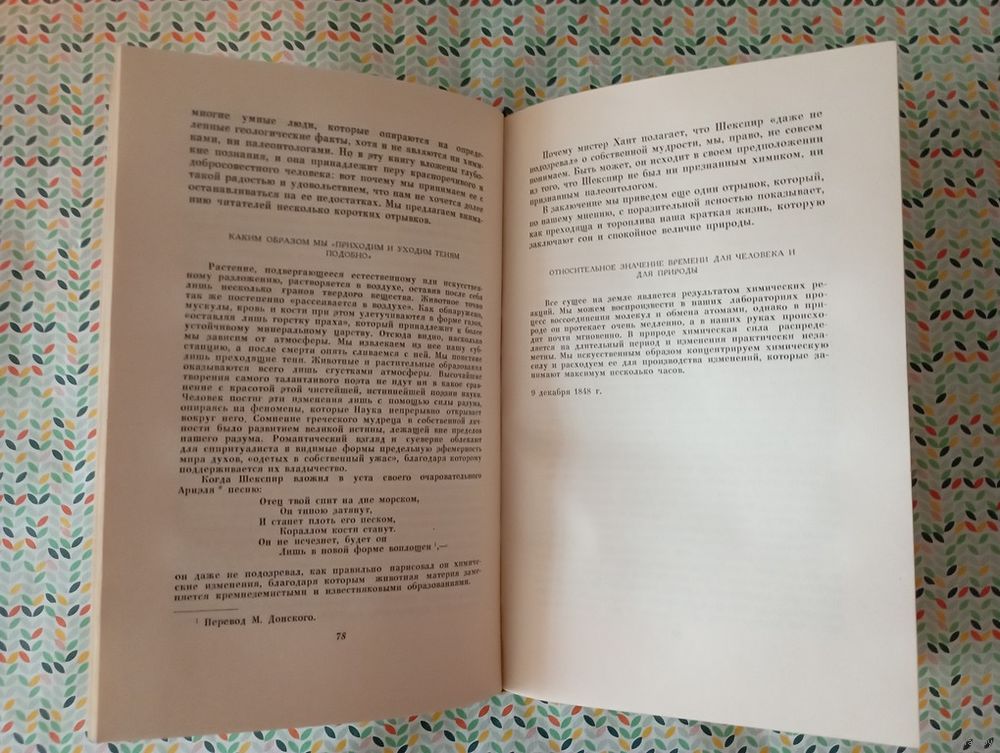 многие умные люди, которые опираются на опреде-
ленные геологические факты, хотя и не являются ни хими-
ками, ни палеонтологами. Но в эту книгу вложены глубо-
кие познания, и она принадлежит перу красноречивого и
добросовестного человека: вот почему мы принимаем ее с
такой радостью и удовольствием, что нам не хочется долее
останавливаться на ее недостатках. Мы предлагаем внима-
нию читателей несколько коротких отрывков.
КАКИМ ОБРАЗОМ МЫ «ПРИХОДИМ И УХОДИМ ТЕНЯМ
ПОДОБНО»
Растение, подвергающееся естественному или искусствен-
ному разложению, растворяется в воздухе, оставив после себя
лишь несколько гранов твердого вещества. Животное точно
так же постепенно «рассеивается в воздухе». Как обнаружено,
мускулы, кровь и кости при этом улетучиваются в форме газов,
«оставляя лишь горстку праха», который принадлежит к более
устойчивому минеральному царству. Отсюда видно, насколько
мы зависим от атмосферы. Мы извлекаем из нее нашу суб-
станцию, а после смерти опять сливаемся с ней. Мы поистине
лишь преходящие тени. Животные и растительные образования
оказываются всего лишь сгустками атмосферы. Высочайшие
творения самого талантливого поэта не идут ни в какое срав-
нение с красотой этой чистейшей, истиннейшей поэзии науки.
Человек постиг эти изменения лишь с помощью силы разума,
опираясь на феномены, которые Наука непрерывно открывает
вокруг него. Сомнение греческого мудреца в собственной лич-
ности было развитием великой истины, лежащей вне пределов
нашего разума. Романтический взгляд и суеверие облекают
для спиритуалиста в видимые формы предельную эфемерность
мира духов, «одетых в собственный ужас», благодаря которому
поддерживается их владычество.
Когда Шекспир вложил в уста своего очаровательного
Ариэля * песню:
Отец твой спит на дне морском,
Он тиною затянут,
И станет плоть его песком,
Кораллом кости станут.
Он не исчезнет, будет он
Лишь в новой форме воплощен ¹,—
он даже не подозревал, как правильно нарисовал он химиче-
ские изменения, благодаря которым животная материя заме-
няется кремнеземистыми и известняковыми образованиями.
¹ Перевод М. Донского.
78
Почему мистер Хант полагает, что Шекспир «даже не
подозревал» о собственной мудрости, мы, право, не совсем
понимаем. Быть может, он исходит в своем предположении
из того, что Шекспир не был ни признанным химиком, ни
признанным палеонтологом.
В заключение мы приведем еще один отрывок, который,
по вашему мнению, с поразительной ясностью показывает,
как преходяща и тороплива наша краткая жизнь, которую
заключают сон и спокойное величие природы.
ОТНОСИТЕЛЬНОЕ ЗНАЧЕНИЕ ВРЕМЕНИ ДЛЯ ЧЕЛОВЕКА И
ДЛЯ ПРИРОДЫ
Все сущее на земле является результатом химических ре-
акций. Мы можем воспроизвести в наших лабораториях про-
цесс воссоединения молекул и обмена атомами, однако в при-
роде он протекает очень медленно, а в наших руках происхо-
дит почти мгновенно. В природе химическая сила распреде-
ляется на длительный период и изменения практически неза-
метны. Мы искусственным образом концентрируем химическую
силу и расходуем ее для производства изменений, которые за-
нимают максимум несколько часов.
9 декабря 1848 г.